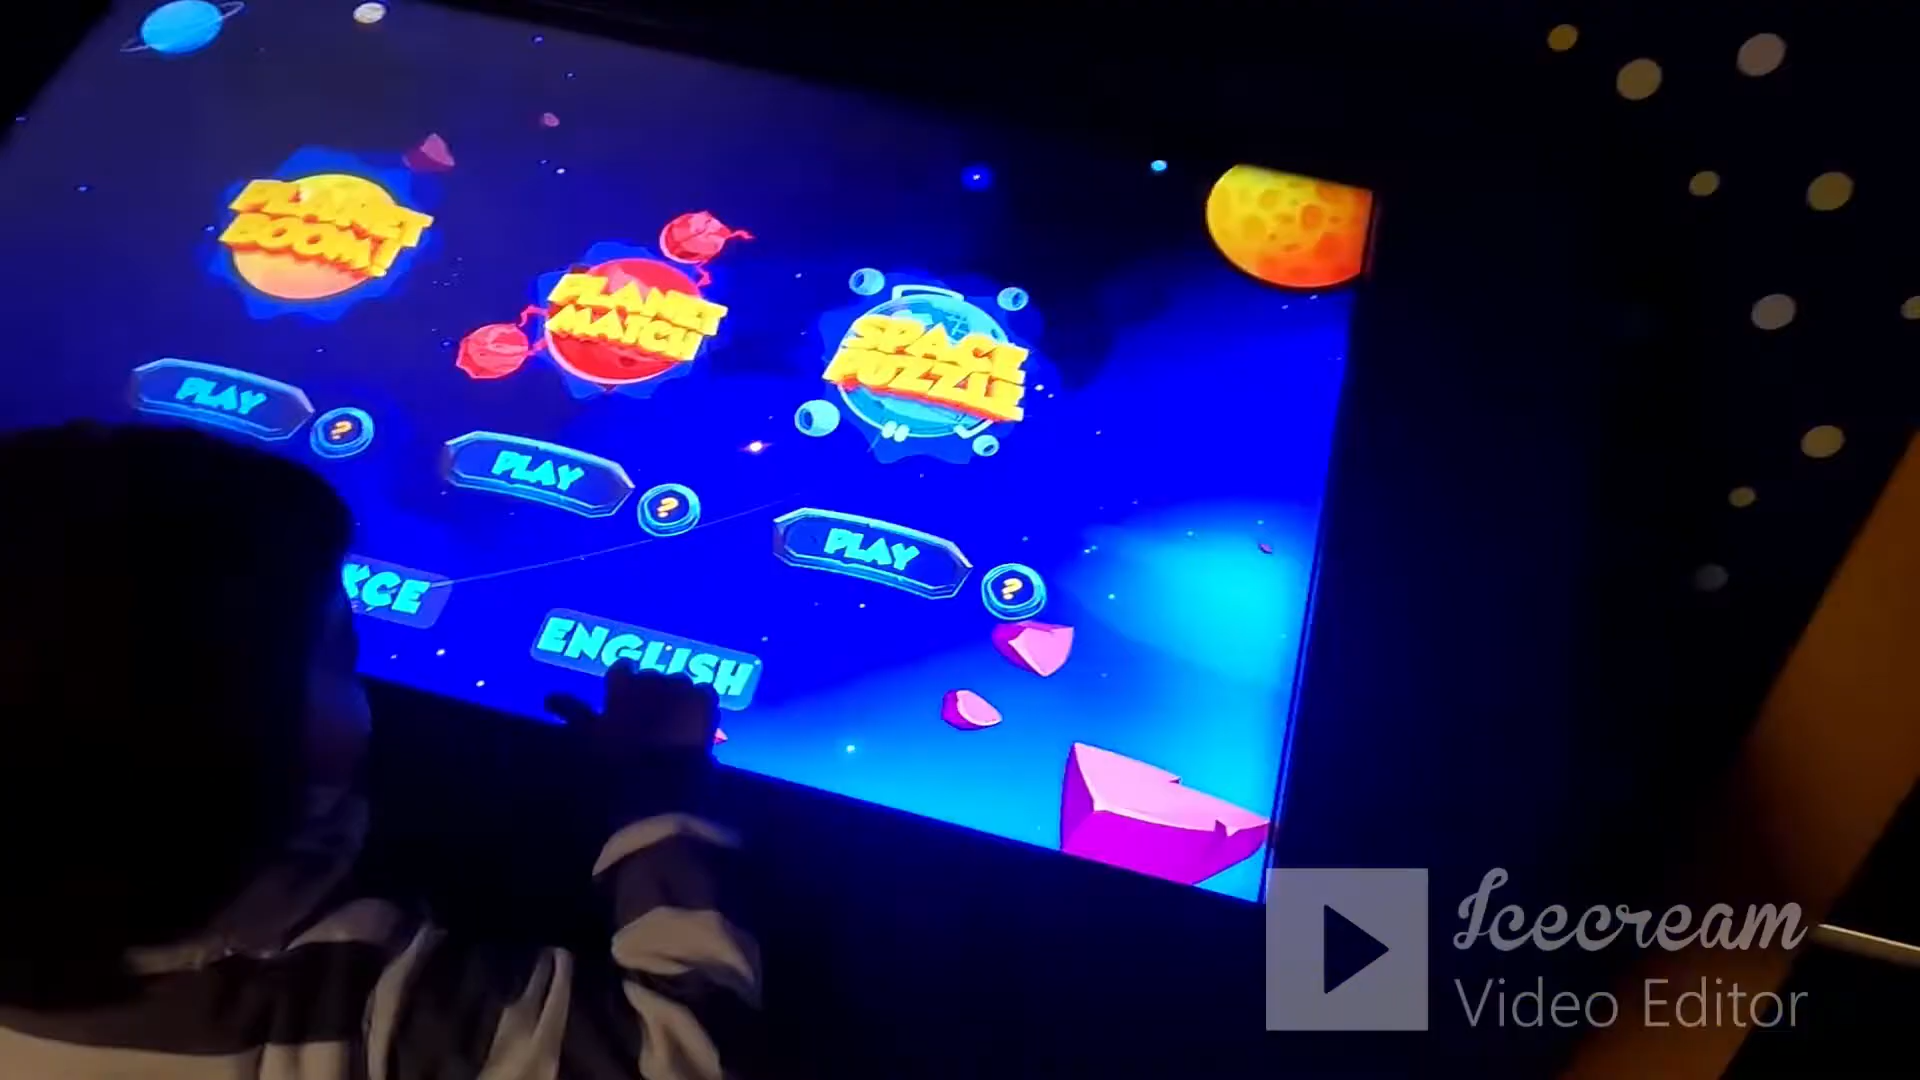 PLANET
BOOM!
PLANET
MATCH
SPACE
PUZZLE
PLAY
?
PLAY
?
PLAY
?
ENGLISH
Icecream
Video Editor